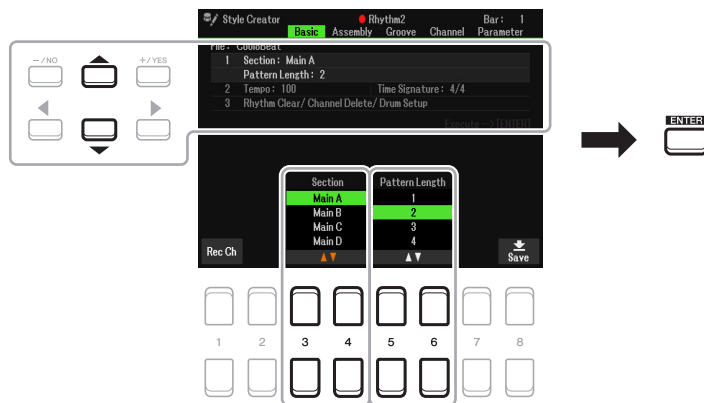 Style Creator Rhythm2 Bar: 1
Basic Assembly Groove Channel Parameter
File: CoolBeat
1 Section: Main A
Pattern Length: 2
2 Tempo: 100 Time Signature: 4/4
3 Rhythm Clear/ Channel Delete/ Drum Setup
Execute --> [ENTER]
-/NO +/YES
ENTER
Section Pattern Length
Main A 1
Main B 2
Main C 3
Main D 4
Rec Ch Save
1 2 3 4 5 6 7 8